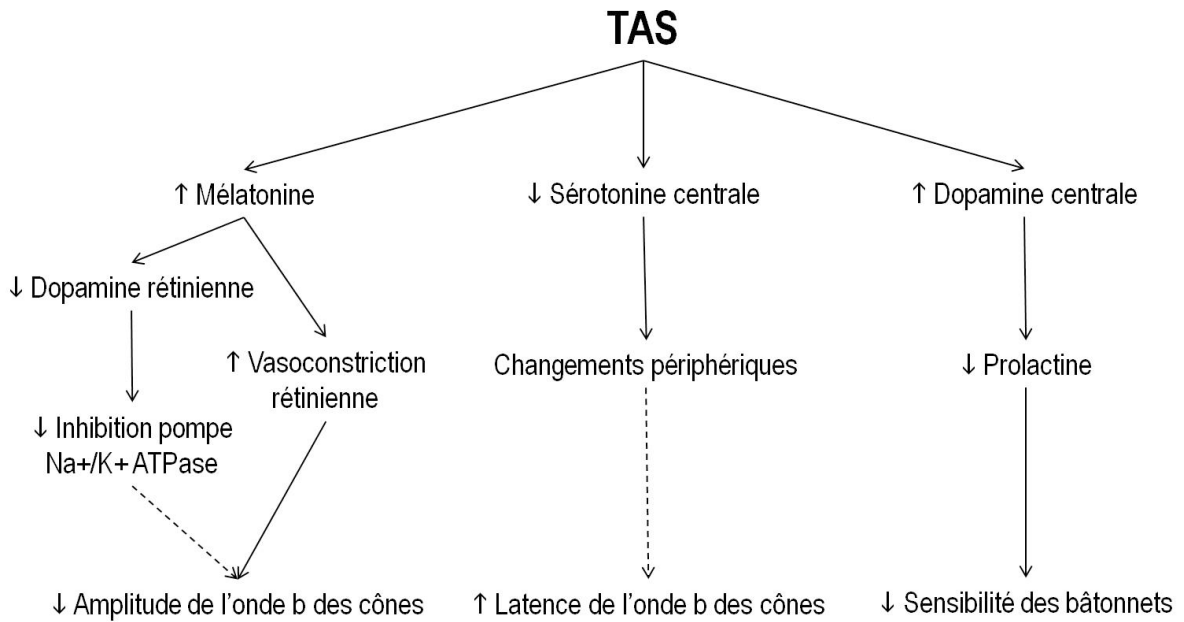 TAS
↑ Mélatonine
↓ Sérotonine centrale
↑ Dopamine centrale
↓ Dopamine rétinienne
↑ Vasoconstriction
rétinienne
Changements périphériques
↓ Prolactine
↓ Inhibition pompe
Na+/K+ ATPase
↓ Amplitude de l'onde b des cônes
↑ Latence de l'onde b des cônes
↓ Sensibilité des bâtonnets